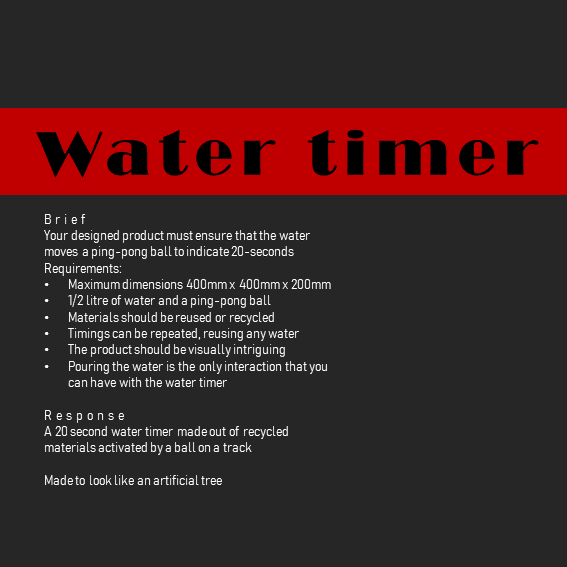 Water timer
Brief
Your designed product must ensure that the water
moves a ping-pong ball to indicate 20-seconds
Requirements:
• Maximum dimensions 400mm x 400mm x 200mm
• 1/2 litre of water and a ping-pong ball
• Materials should be reused or recycled
• Timings can be repeated, reusing any water
• The product should be visually intriguing
• Pouring the water is the only interaction that you
can have with the water timer
Response
A 20 second water timer made out of recycled
materials activated by a ball on a track
Made to look like an artificial tree